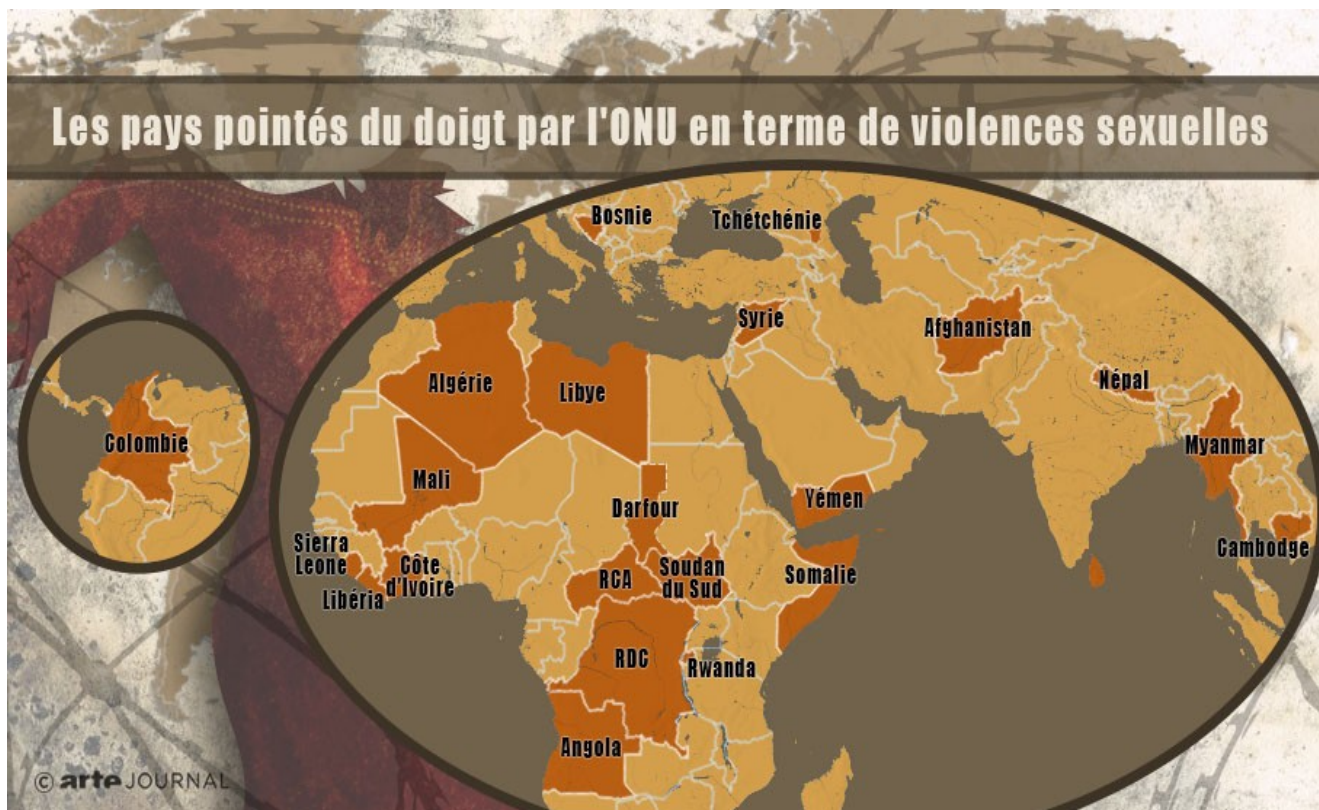 Les pays pointés du doigt par l'ONU en terme de violences sexuelles
Bosnie
Tchétchénie
Syrie
Afghanistan
Algérie
Libye
Népal
Colombie
Myanmar
Mali
Darfour
Yémen
Sierra
Leone
Côte
d'Ivoire
Libéria
RCA
Soudan
du Sud
Somalie
Cambodge
RDC
Rwanda
Angola
© arte JOURNAL